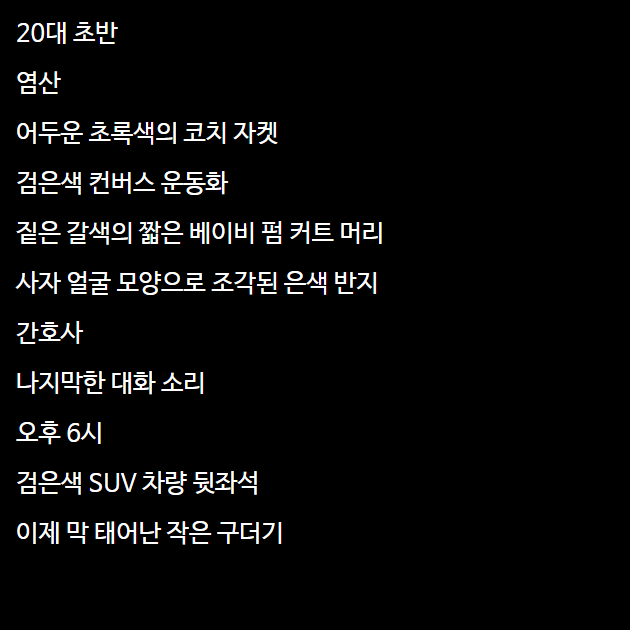 20대 초반
염산
어두운 초록색의 코치 자켓
검은색 컨버스 운동화
짙은 갈색의 짧은 베이비 펌 커트 머리
사자 얼굴 모양으로 조각된 은색 반지
간호사
나지막한 대화 소리
오후 6시
검은색 SUV 차량 뒷좌석
이제 막 태어난 작은 구더기